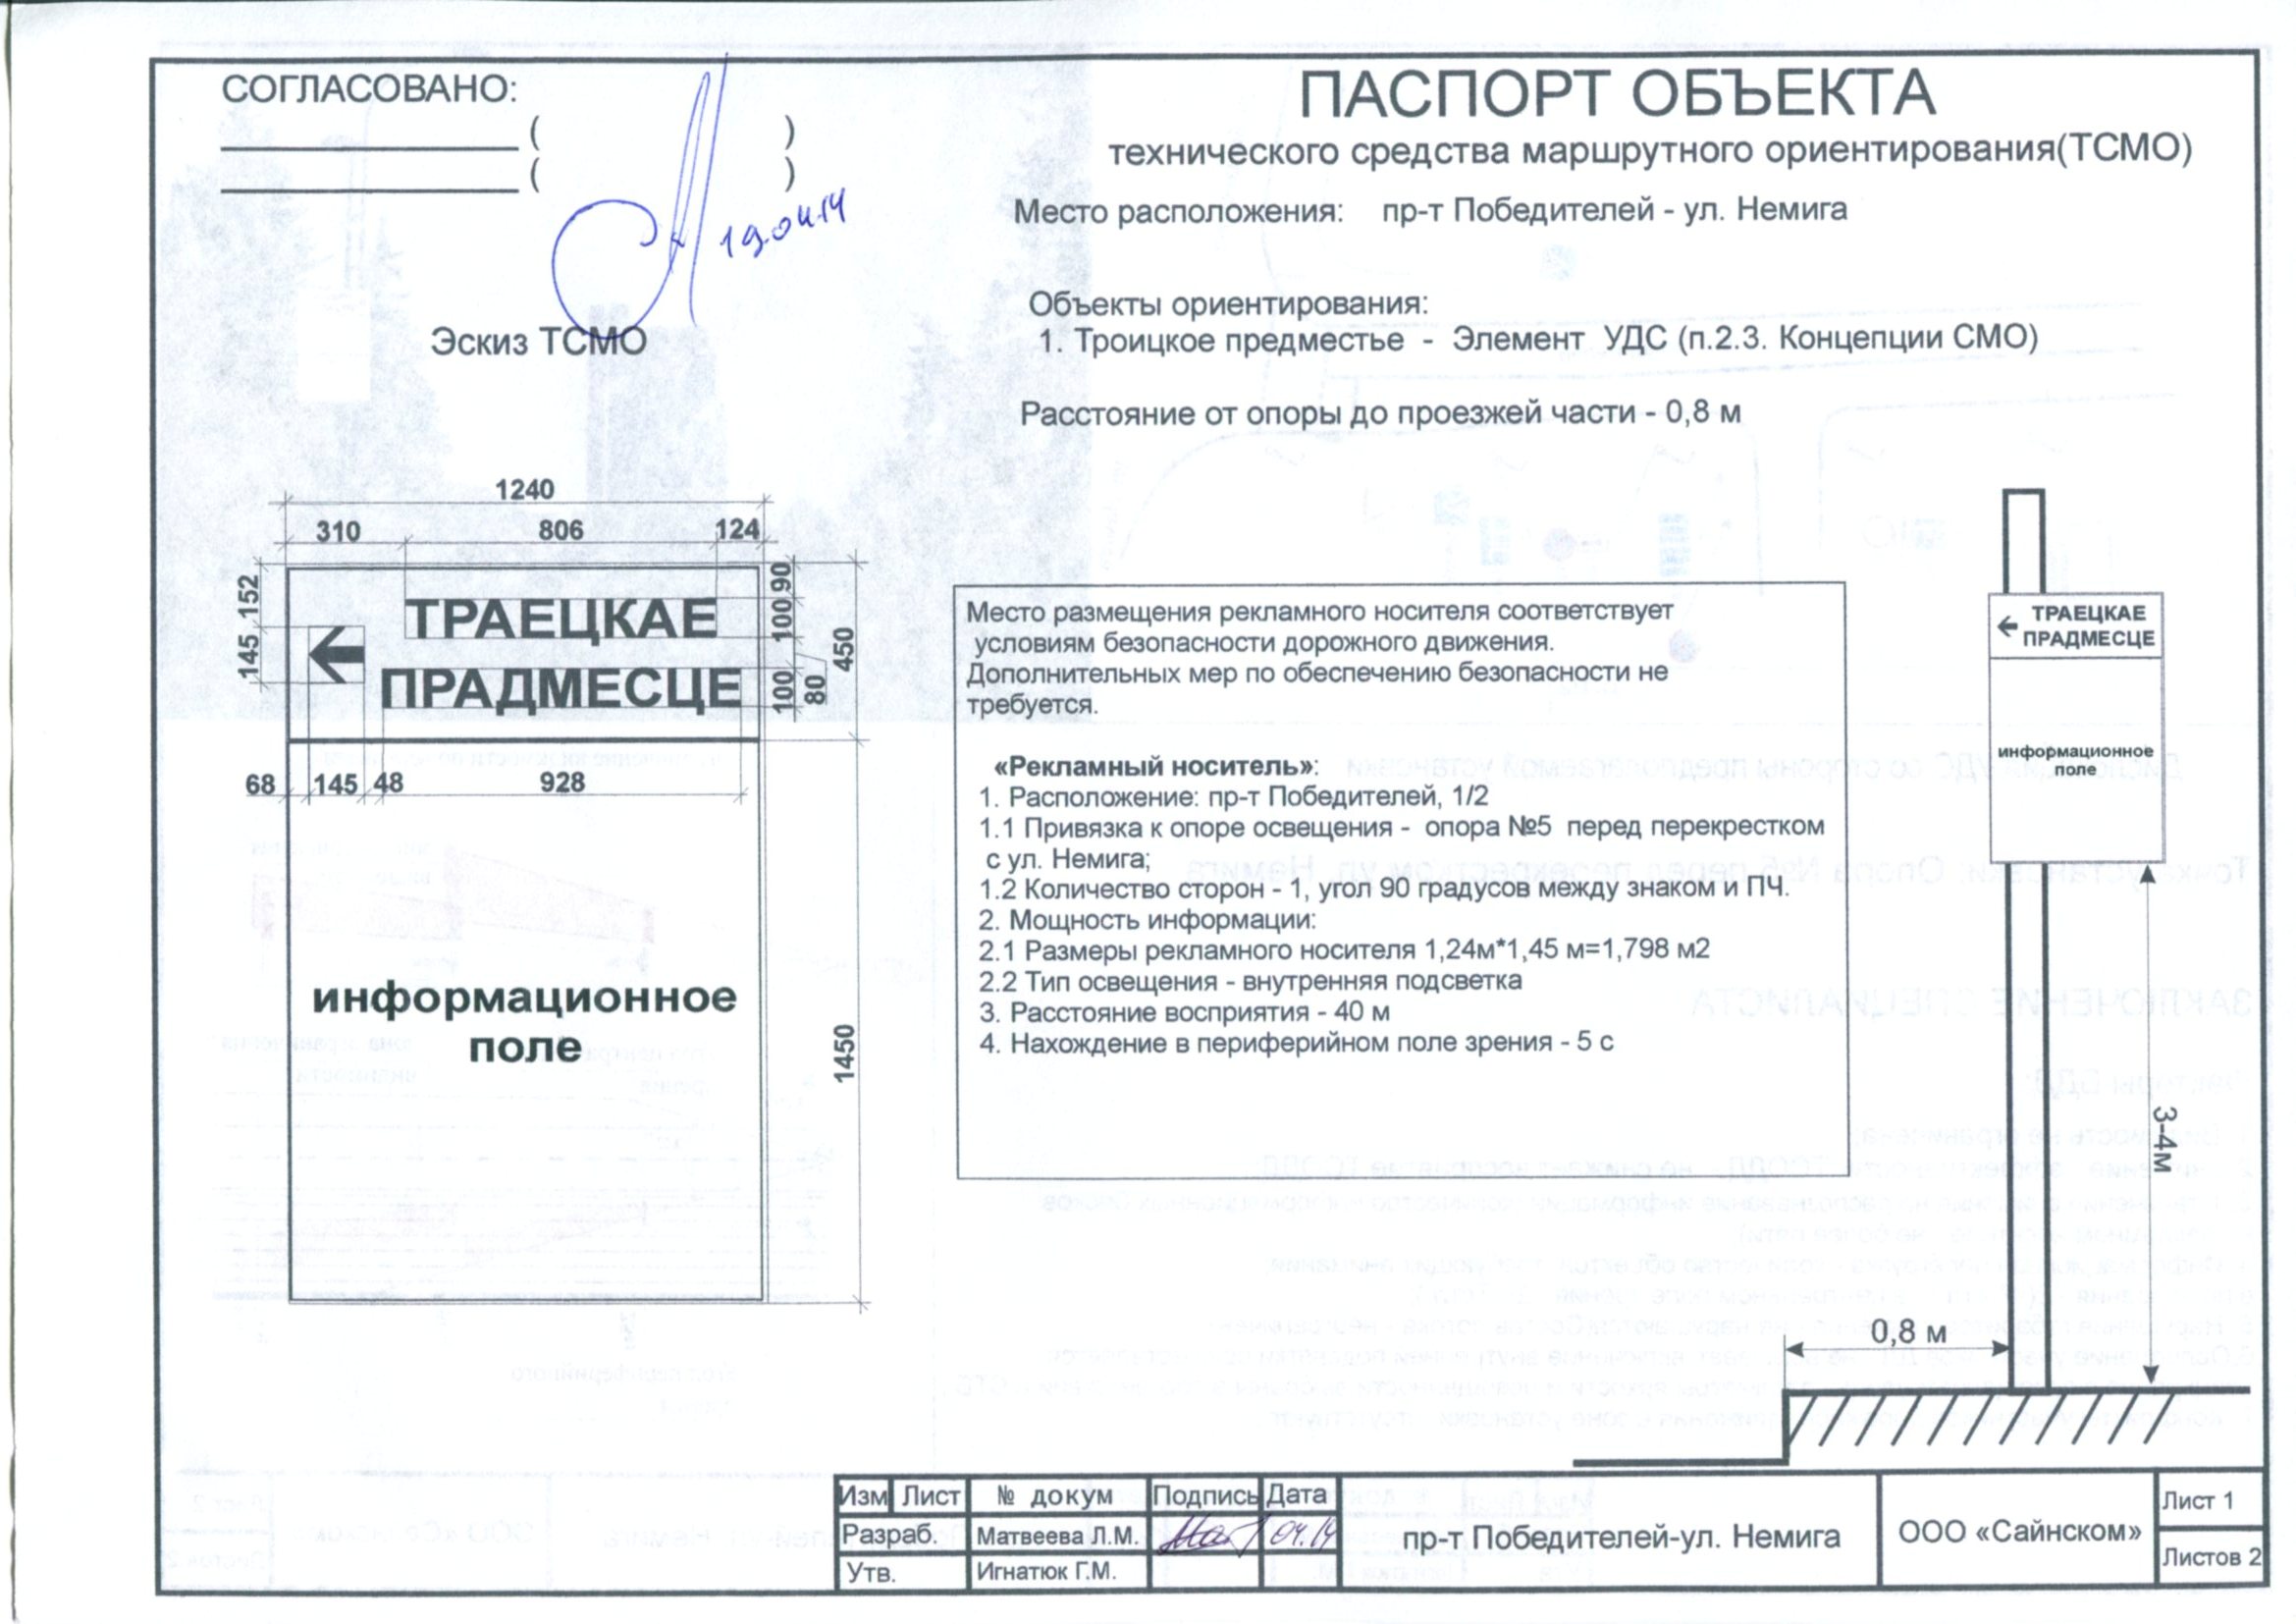 СОГЛАСОВАНО:
( )
( )
19.04.14
ПАСПОРТ ОБЪЕКТА
технического средства маршрутного ориентирования(ТСМО)
Место расположения: пр-т Победителей - ул. Немига
Объекты ориентирования:
1. Троицкое предместье - Элемент УДС (п.2.3. Концепции СМО)
Расстояние от опоры до проезжей части - 0,8 м
Эскиз ТСМО
1240
310 806 124
152
145
90
100
100
80
450
← ТРАЕЦКАЕ
ПРАДМЕСЦЕ
68 145 48 928
информационное
поле
1450
Место размещения рекламного носителя соответствует
условиям безопасности дорожного движения.
Дополнительных мер по обеспечению безопасности не
требуется.
«Рекламный носитель»:
1. Расположение: пр-т Победителей, 1/2
1.1 Привязка к опоре освещения - опора №5 перед перекрестком
с ул. Немига;
1.2 Количество сторон - 1, угол 90 градусов между знаком и ПЧ.
2. Мощность информации:
2.1 Размеры рекламного носителя 1,24м*1,45 м=1,798 м2
2.2 Тип освещения - внутренняя подсветка
3. Расстояние восприятия - 40 м
4. Нахождение в периферийном поле зрения - 5 с
← ТРАЕЦКАЕ
ПРАДМЕСЦЕ
информационное
поле
3-4м
0,8 м
Изм Лист № докум Подпись Дата
Разраб. Матвеева Л.М. 04.14
Утв. Игнатюк Г.М.
пр-т Победителей-ул. Немига
ООО «Сайнском»
Лист 1
Листов 2